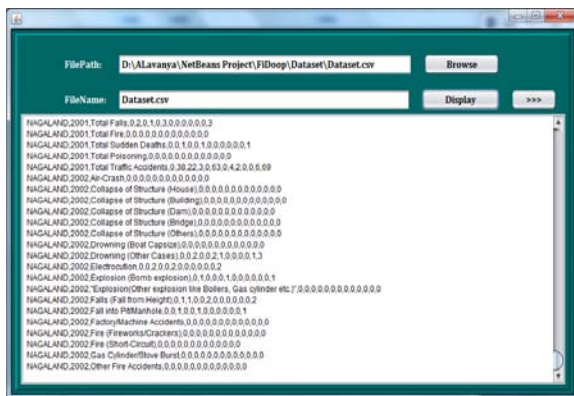 FilePath: D:\ALavanya\NetBeans Project\FiDoop\Dataset\Dataset.csv Browse
FileName: Dataset.csv Display >>>
NAGALAND,2001,Total Falls,0,2,0,1,0,3,0,0,0,0,0,0,3
NAGALAND,2001,Total Fire,0,0,0,0,0,0,0,0,0,0,0,0
NAGALAND,2001,Total Sudden Deaths,0,0,1,0,0,1,0,0,0,0,0,0,1
NAGALAND,2001,Total Poisoning,0,0,0,0,0,0,0,0,0,0,0,0
NAGALAND,2001,Total Traffic Accidents,0,38,22,3,0,63,0,4,2,0,0,6,69
NAGALAND,2002,Air-Crash,0,0,0,0,0,0,0,0,0,0,0,0
NAGALAND,2002,Collapse of Structure (House),0,0,0,0,0,0,0,0,0,0,0,0
NAGALAND,2002,Collapse of Structure (Building),0,0,0,0,0,0,0,0,0,0,0,0
NAGALAND,2002,Collapse of Structure (Dam),0,0,0,0,0,0,0,0,0,0,0,0
NAGALAND,2002,Collapse of Structure (Bridge),0,0,0,0,0,0,0,0,0,0,0,0
NAGALAND,2002,Collapse of Structure (Others),0,0,0,0,0,0,0,0,0,0,0,0
NAGALAND,2002,Drowning (Boat Capsize),0,0,0,0,0,0,0,0,0,0,0,0
NAGALAND,2002,Drowning (Other Cases),0,0,2,0,0,2,1,0,0,0,0,1,3
NAGALAND,2002,Electrocution,0,0,2,0,0,2,0,0,0,0,0,0,2
NAGALAND,2002,Explosion (Bomb explosion),0,1,0,0,0,1,0,0,0,0,0,0,1
NAGALAND,2002,"Explosion(Other explosion like Boilers, Gas cylinder etc.)",0,0,0,0,0,0,0,0,0,0,0,0
NAGALAND,2002,Falls (Fall from Height),0,1,1,0,0,2,0,0,0,0,0,0,2
NAGALAND,2002,Fall into Pit/Manhole,0,0,1,0,0,1,0,0,0,0,0,0,1
NAGALAND,2002,Factory/Machine Accidents,0,0,0,0,0,0,0,0,0,0,0,0
NAGALAND,2002,Fire (Fireworks/Crackers),0,0,0,0,0,0,0,0,0,0,0,0
NAGALAND,2002,Fire (Short-Circuit),0,0,0,0,0,0,0,0,0,0,0,0
NAGALAND,2002,Gas Cylinder/Stove Burst,0,0,0,0,0,0,0,0,0,0,0,0
NAGALAND,2002,Other Fire Accidents,0,0,0,0,0,0,0,0,0,0,0,0